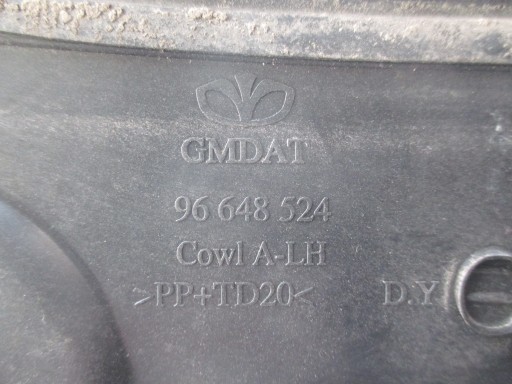 GMDAT
96 648 524
Cowl A-LH
>PP+TD20< D.Y